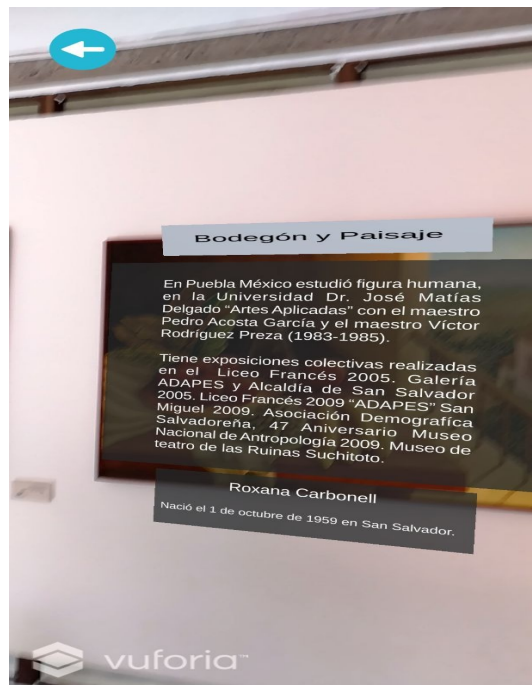 Bodegón y Paisaje
En Puebla México estudió figura humana,
en la Universidad Dr. José Matías
Delgado “Artes Aplicadas” con el maestro
Pedro Acosta García y el maestro Víctor
Rodríguez Preza (1983-1985).
Tiene exposiciones colectivas realizadas
en el Liceo Francés 2005. Galería
ADAPES y Alcaldía de San Salvador
2005. Liceo Francés 2009 “ADAPES” San
Miguel 2009. Asociación Demografíca
Salvadoreña, 47 Aniversario Museo
Nacional de Antropología 2009. Museo de
teatro de las Ruinas Suchitoto.
Roxana Carbonell
Nació el 1 de octubre de 1959 en San Salvador.
vuforia™